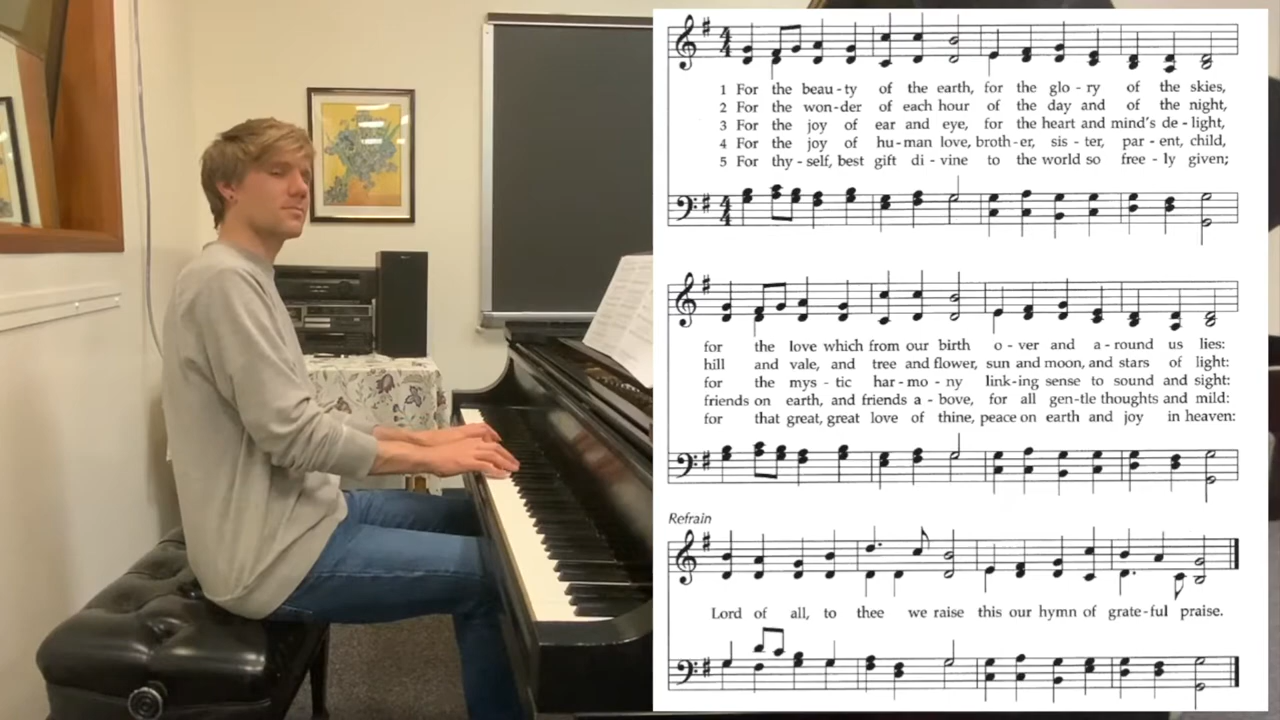 1 For the beau - ty of the earth, for the glo - ry of the skies,
2 For the won - der of each hour of the day and of the night,
3 For the joy of ear and eye, for the heart and mind's de - light,
4 For the joy of hu - man love, broth - er, sis - ter, par - ent, child,
5 For thy - self, best gift di - vine to the world so free - ly given;
for the love which from our birth o - ver and a - round us lies:
hill and vale, and tree and flower, sun and moon, and stars of light:
for the mys - tic har - mo - ny link - ing sense to sound and sight:
friends on earth, and friends a - bove, for all gen - tle thoughts and mild:
for that great, great love of thine, peace on earth and joy in heaven:
Refrain
Lord of all, to thee we raise this our hymn of grate - ful praise.